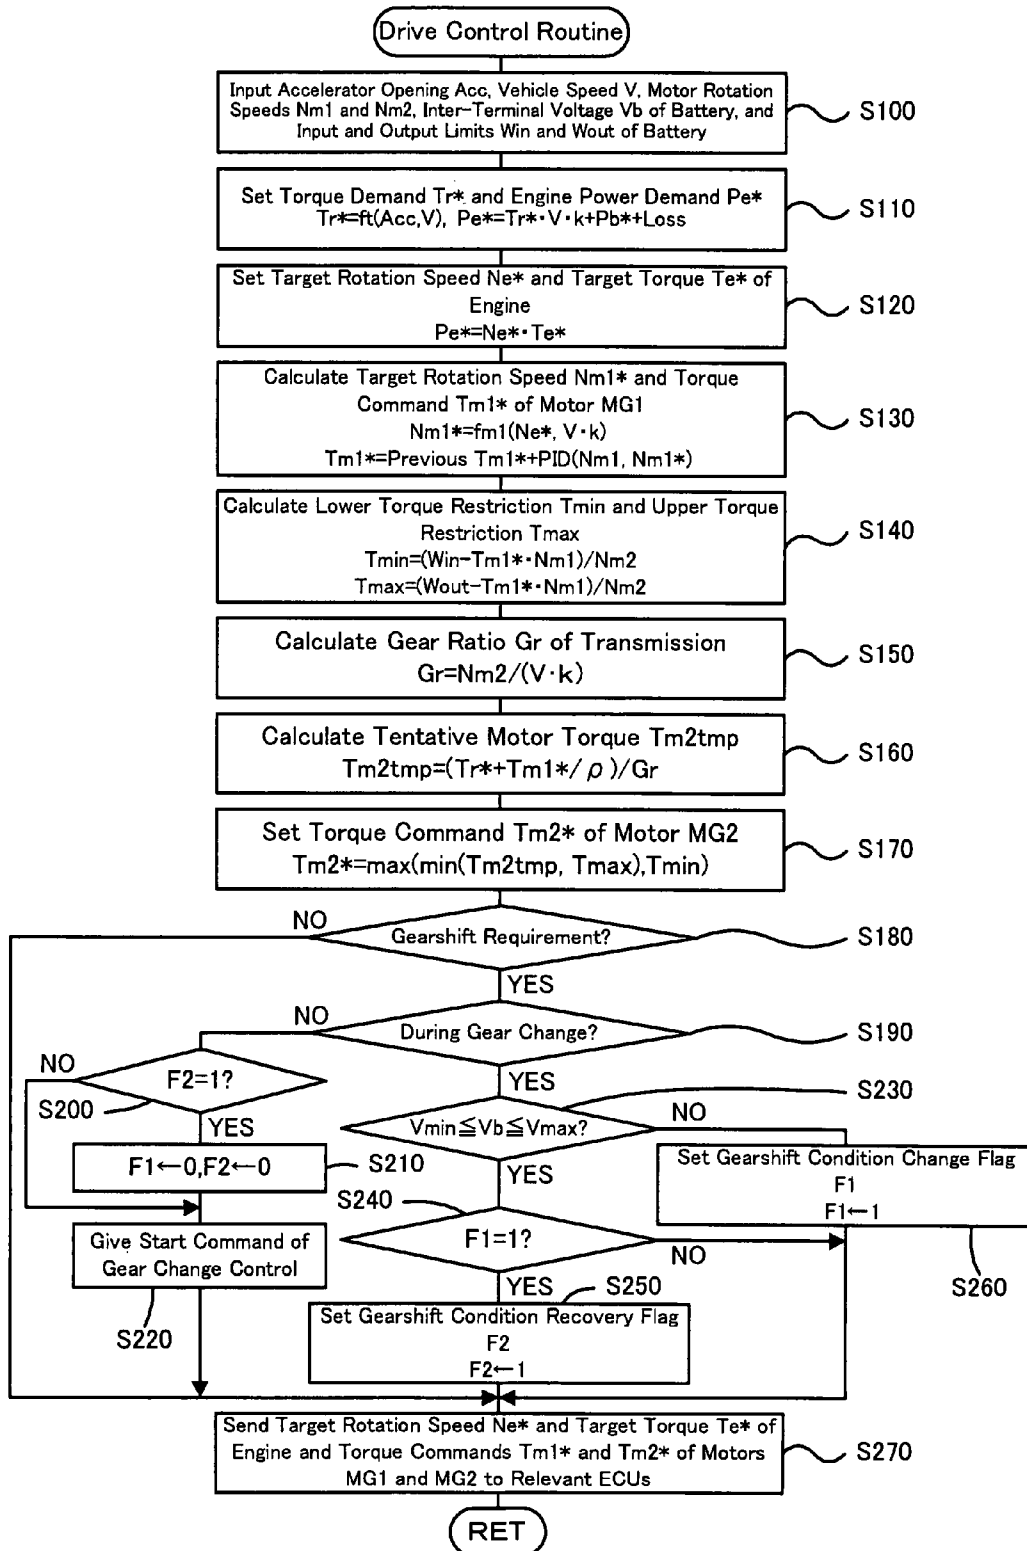 Drive Control Routine
Input Accelerator Opening Acc, Vehicle Speed V, Motor Rotation
Speeds Nm1 and Nm2, Inter-Terminal Voltage Vb of Battery, and
Input and Output Limits Win and Wout of Battery
S100
Set Torque Demand Tr* and Engine Power Demand Pe*
Tr*=ft(Acc,V), Pe*=Tr*·V·k+Pb*+Loss
S110
Set Target Rotation Speed Ne* and Target Torque Te* of
Engine
Pe*=Ne*·Te*
S120
Calculate Target Rotation Speed Nm1* and Torque
Command Tm1* of Motor MG1
Nm1*=fm1(Ne*, V·k)
Tm1*=Previous Tm1*+PID(Nm1, Nm1*)
S130
Calculate Lower Torque Restriction Tmin and Upper Torque
Restriction Tmax
Tmin=(Win-Tm1*·Nm1)/Nm2
Tmax=(Wout-Tm1*·Nm1)/Nm2
S140
Calculate Gear Ratio Gr of Transmission
Gr=Nm2/(V·k)
S150
Calculate Tentative Motor Torque Tm2tmp
Tm2tmp=(Tr*+Tm1*/ρ)/Gr
S160
Set Torque Command Tm2* of Motor MG2
Tm2*=max(min(Tm2tmp, Tmax),Tmin)
S170
NO
Gearshift Requirement?
S180
YES
NO
During Gear Change?
S190
YES
NO
F2=1?
S200
YES
S230
Vmin≦Vb≦Vmax?
NO
YES
F1←0,F2←0
S210
Set Gearshift Condition Change Flag
F1
F1←1
S260
S240
F1=1?
NO
YES
Give Start Command of
Gear Change Control
S220
S250
Set Gearshift Condition Recovery Flag
F2
F2←1
Send Target Rotation Speed Ne* and Target Torque Te* of
Engine and Torque Commands Tm1* and Tm2* of Motors
MG1 and MG2 to Relevant ECUs
S270
RET